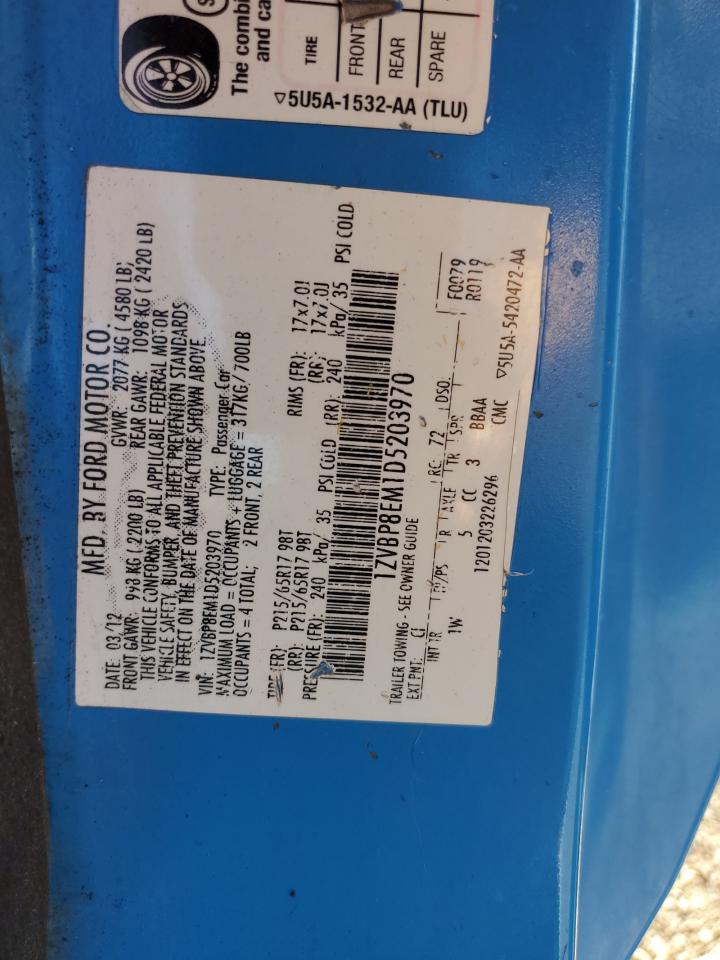 The combi
and ca
TIRE
FRONT
REAR
SPARE
▽5U5A-1532-AA (TLU)
MFD. BY FORD MOTOR CO.
DATE: 03/12 GVWR: 2077 KG ( 4580 LB)
FRONT GAWR: 998 KG ( 2200 LB) REAR GAWR: 1098 KG ( 2420 LB)
THIS VEHICLE CONFORMS TO ALL APPLICABLE FEDERAL MOTOR
VEHICLE SAFETY, BUMPER, AND THEFT PREVENTION STANDARDS
IN EFFECT ON THE DATE OF MANUFACTURE SHOWN ABOVE.
VIN: 1ZVBP8EM1D5203970 TYPE: Passenger Car
MAXIMUM LOAD = OCCUPANTS + LUGGAGE = 317KG/700LB
OCCUPANTS = 4 TOTAL; 2 FRONT, 2 REAR
TIRE (FR): P215/65R17 98T RIMS (FR): 17x7.0J
(RR): P215/65R17 98T (RR): 17x7.0J
PRESSURE (FR): 240 kPa/ 35 PSI COLD (RR): 240 kPa/ 35 PSI COLD
1ZVBP8EM1D5203970
TRAILER TOWING - SEE OWNER GUIDE
EXT PNT: CI RC: 72 DSO: F0079
INT TR TP/PS R AXLE TR SPR R0119
1W 5 CC 3 BBAA
1201203226296 CMC ▽5U5A-5420472-AA